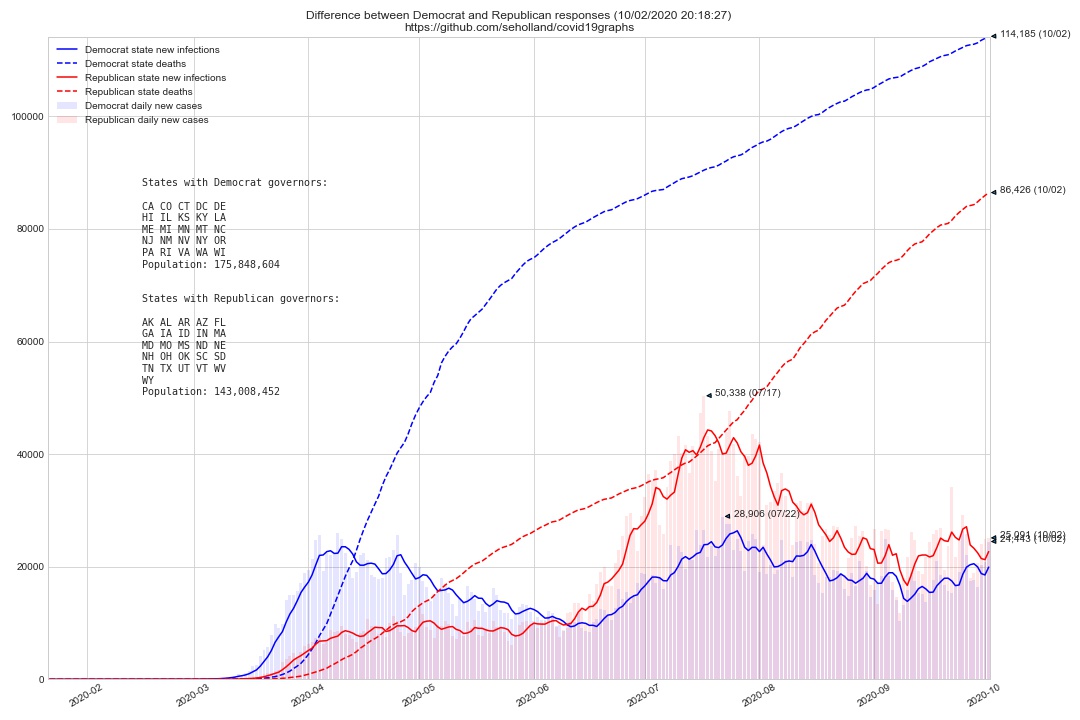 Difference between Democrat and Republican responses (10/02/2020 20:18:27)
https://github.com/seholland/covid19graphs
Democrat state new infections
Democrat state deaths
Republican state new infections
Republican state deaths
Democrat daily new cases
Republican daily new cases
114,185 (10/02)
100000
States with Democrat governors:
CA CO CT DC DE
HI IL KS KY LA
ME MI MN MT NC
NJ NM NV NY OR
PA RI VA WA WI
Population: 175,848,604
86,426 (10/02)
80000
States with Republican governors:
AK AL AR AZ FL
GA IA ID IN MA
MD MO MS ND NE
NH OH OK SC SD
TN TX UT VT WV
WY
Population: 143,008,452
60000
50,338 (07/17)
40000
28,906 (07/22)
(10/02)
20000
0
2020-02
2020-03
2020-04
2020-05
2020-06
2020-07
2020-08
2020-09
2020-10